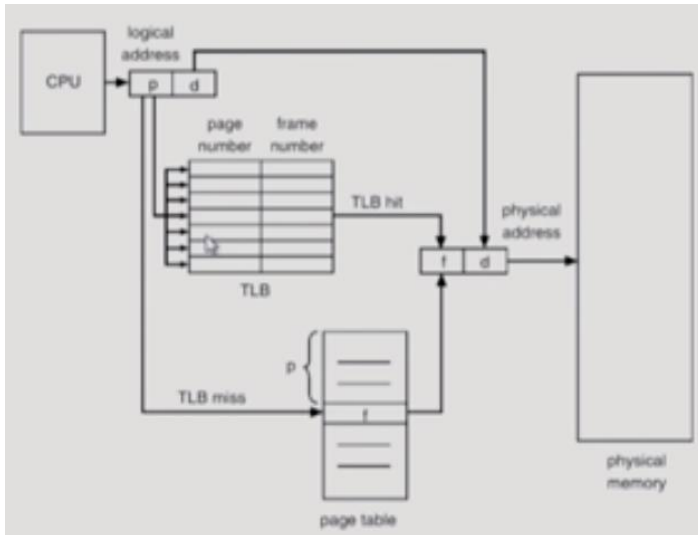 logical
address
CPU
p d
page
number
frame
number
TLB hit
physical
address
f d
TLB
p
TLB miss
f
physical
memory
page table